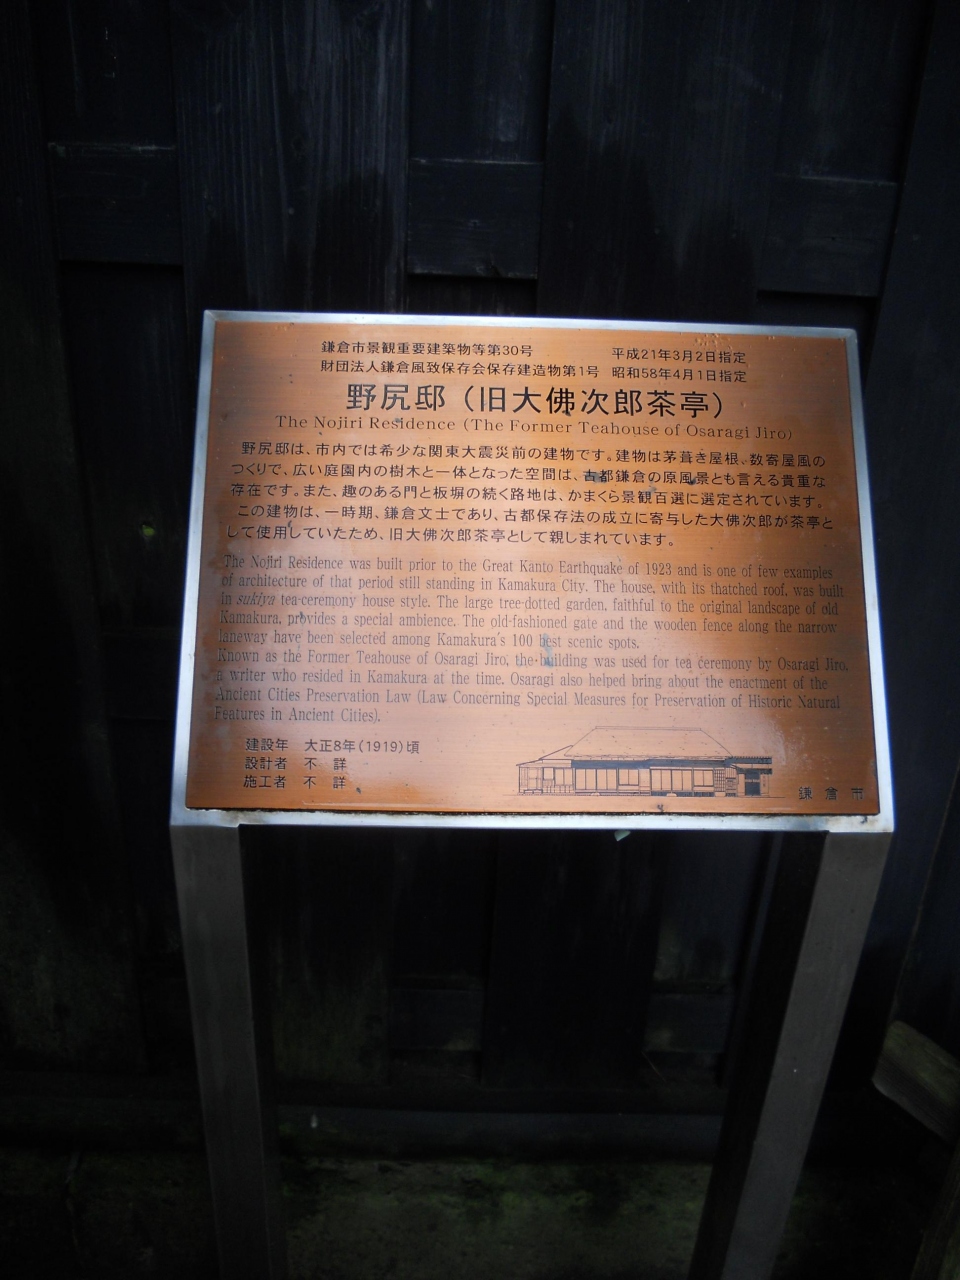 鎌倉市景観重要建築物等第30号　平成21年3月2日指定
財団法人鎌倉風致保存会保存建造物第1号　昭和58年4月1日指定
野尻邸（旧大佛次郎茶亭）
The Nojiri Residence (The Former Teahouse of Osaragi Jiro)
野尻邸は、市内では希少な関東大震災前の建物です。建物は茅葺き屋根、数寄屋風の
つくりで、広い庭園内の樹木と一体となった空間は、古都鎌倉の原風景とも言える貴重な
存在です。また、趣のある門と板塀の続く路地は、かまくら景観百選に選定されています。
この建物は、一時期、鎌倉文士であり、古都保存法の成立に寄与した大佛次郎が茶亭と
して使用していたため、旧大佛次郎茶亭として親しまれています。
The Nojiri Residence was built prior to the Great Kanto Earthquake of 1923 and is one of few examples
of architecture of that period still standing in Kamakura City. The house, with its thatched roof, was built
in sukiya tea-ceremony house style. The large tree-dotted garden, faithful to the original landscape of old
Kamakura, provides a special ambience. The old-fashioned gate and the wooden fence along the narrow
laneway have been selected among Kamakura's 100 best scenic spots.
Known as the Former Teahouse of Osaragi Jiro, the building was used for tea ceremony by Osaragi Jiro,
a writer who resided in Kamakura at the time. Osaragi also helped bring about the enactment of the
Ancient Cities Preservation Law (Law Concerning Special Measures for Preservation of Historic Natural
Features in Ancient Cities).
建設年　大正8年（1919）頃
設計者　不　詳
施工者　不　詳
鎌倉市